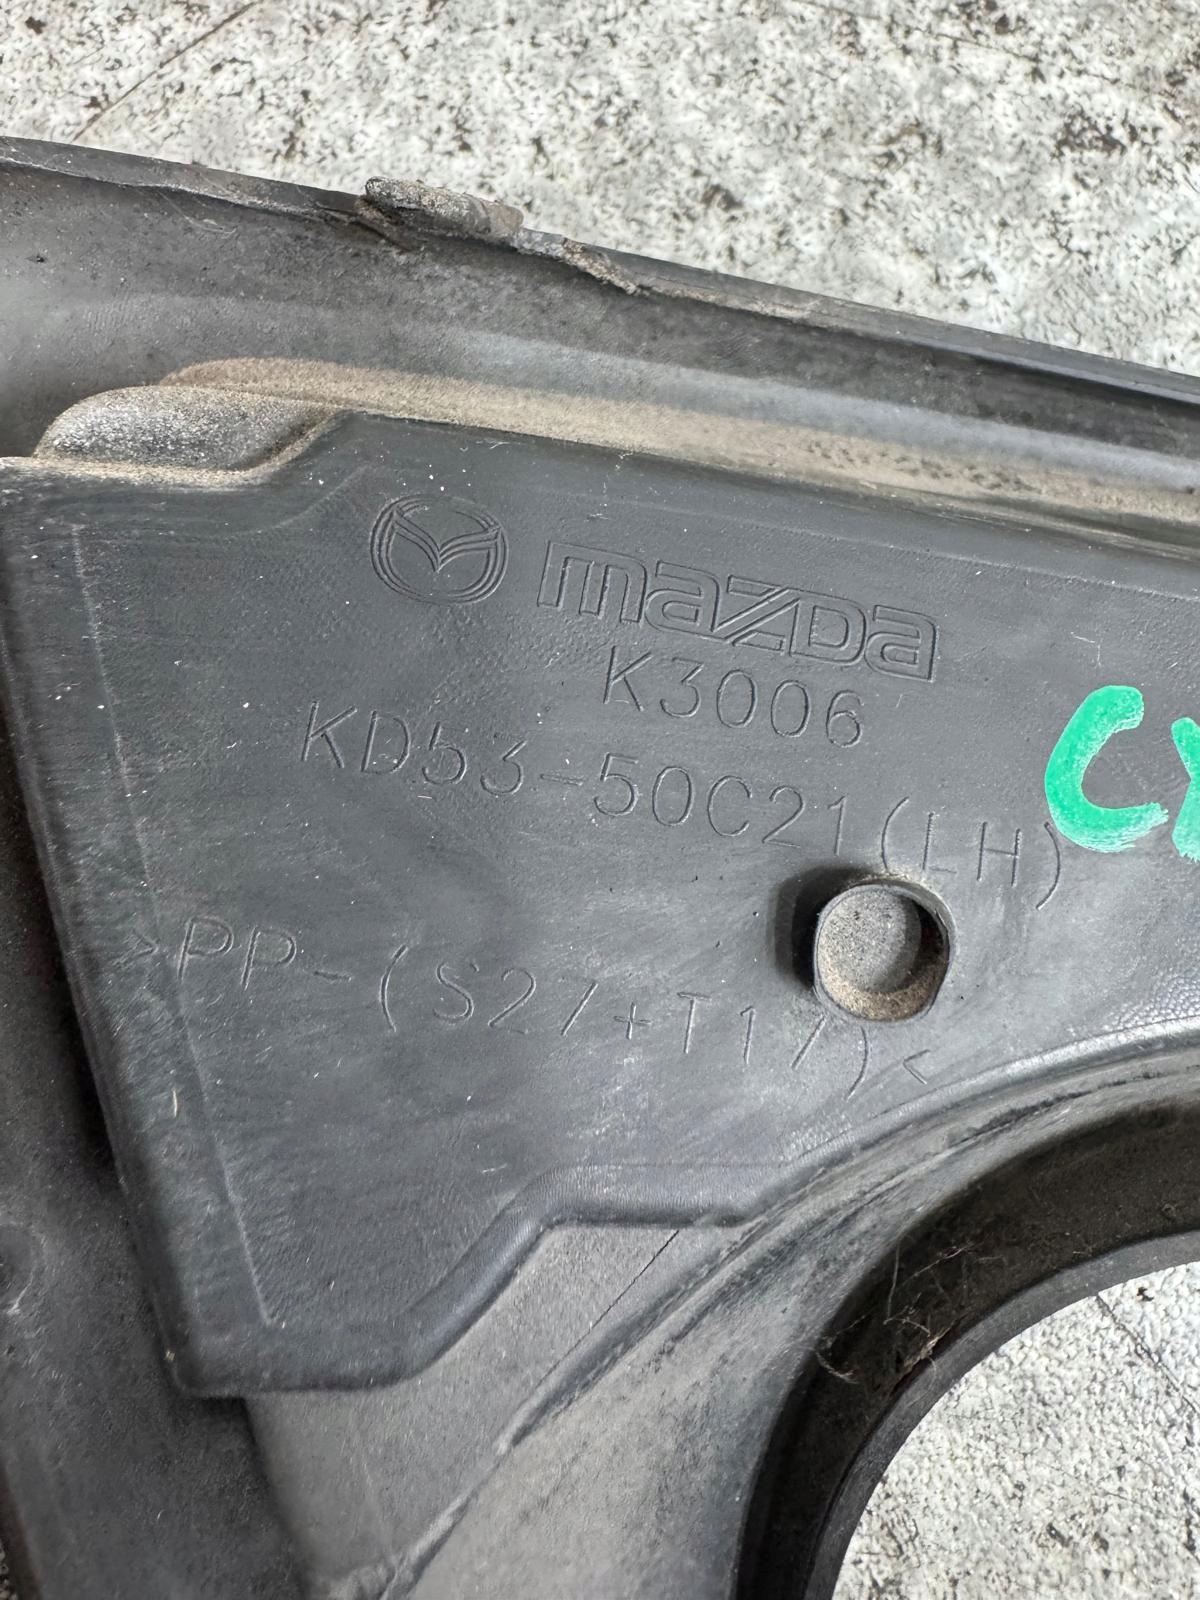 mazda
K3006
KD53-50C21(LH)
>PP-(S27+T17)<